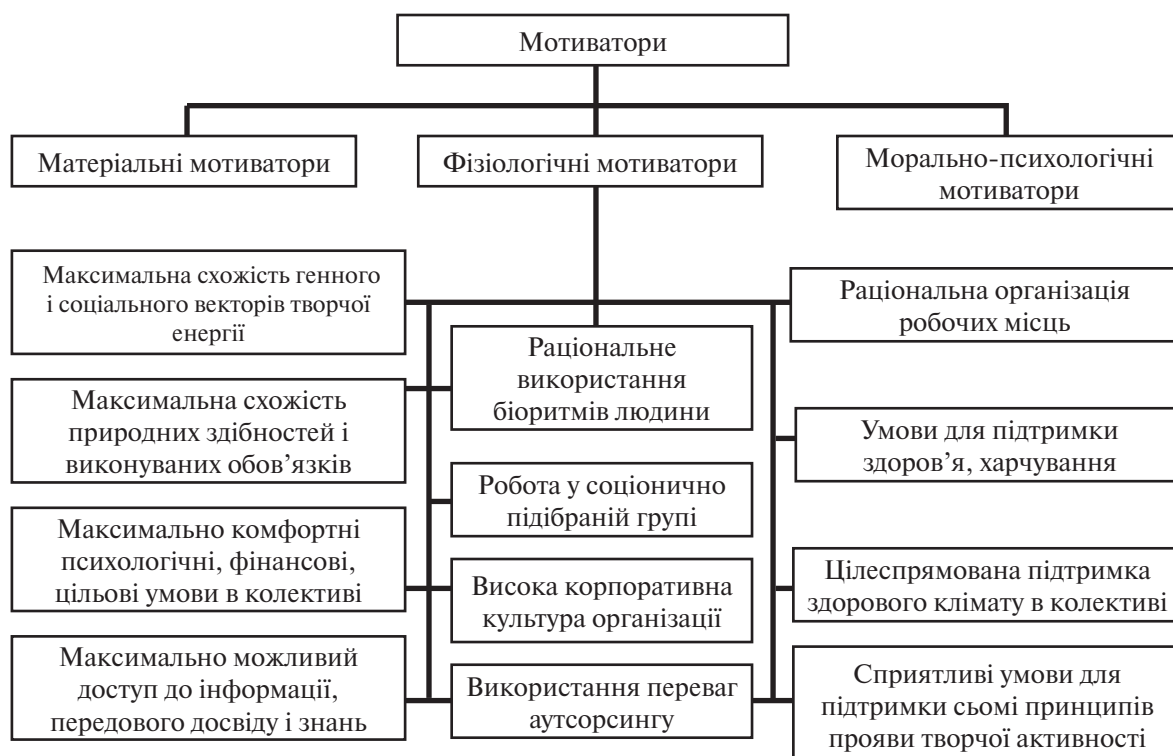 Мотиватори
Матеріальні мотиватори
Фізіологічні мотиватори
Морально-психологічні
мотиватори
Максимальна схожість генного
і соціального векторів творчої
енергії
Максимальна схожість
природних здібностей і
виконуваних обов’язків
Максимально комфортні
психологічні, фінансові,
цільові умови в колективі
Максимально можливий
доступ до інформації,
передового досвіду і знань
Раціональне
використання
біоритмів людини
Робота у соціонично
підібраній групі
Висока корпоративна
культура організації
Використання переваг
аутсорсингу
Раціональна організація
робочих місць
Умови для підтримки
здоров’я, харчування
Цілеспрямована підтримка
здорового клімату в колективі
Сприятливі умови для
підтримки сьомі принципів
прояви творчої активності